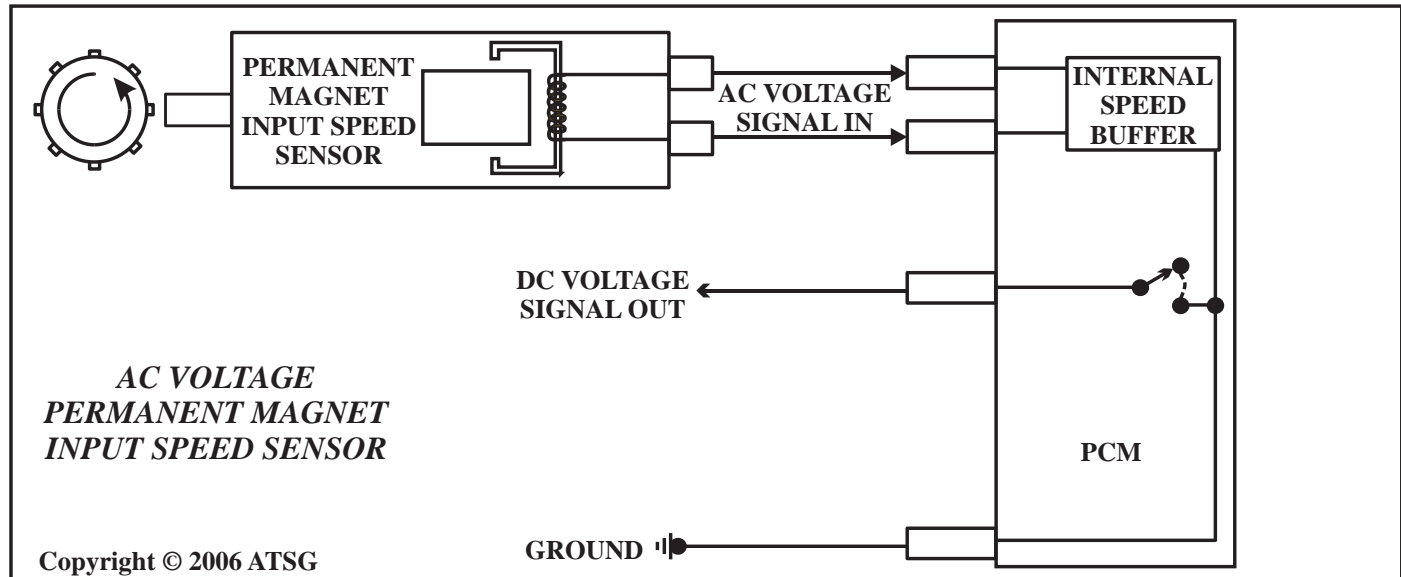 PERMANENT
MAGNET
INPUT SPEED
SENSOR
AC VOLTAGE
SIGNAL IN
INTERNAL
SPEED
BUFFER
DC VOLTAGE
SIGNAL OUT
AC VOLTAGE
PERMANENT MAGNET
INPUT SPEED SENSOR
PCM
GROUND
Copyright © 2006 ATSG